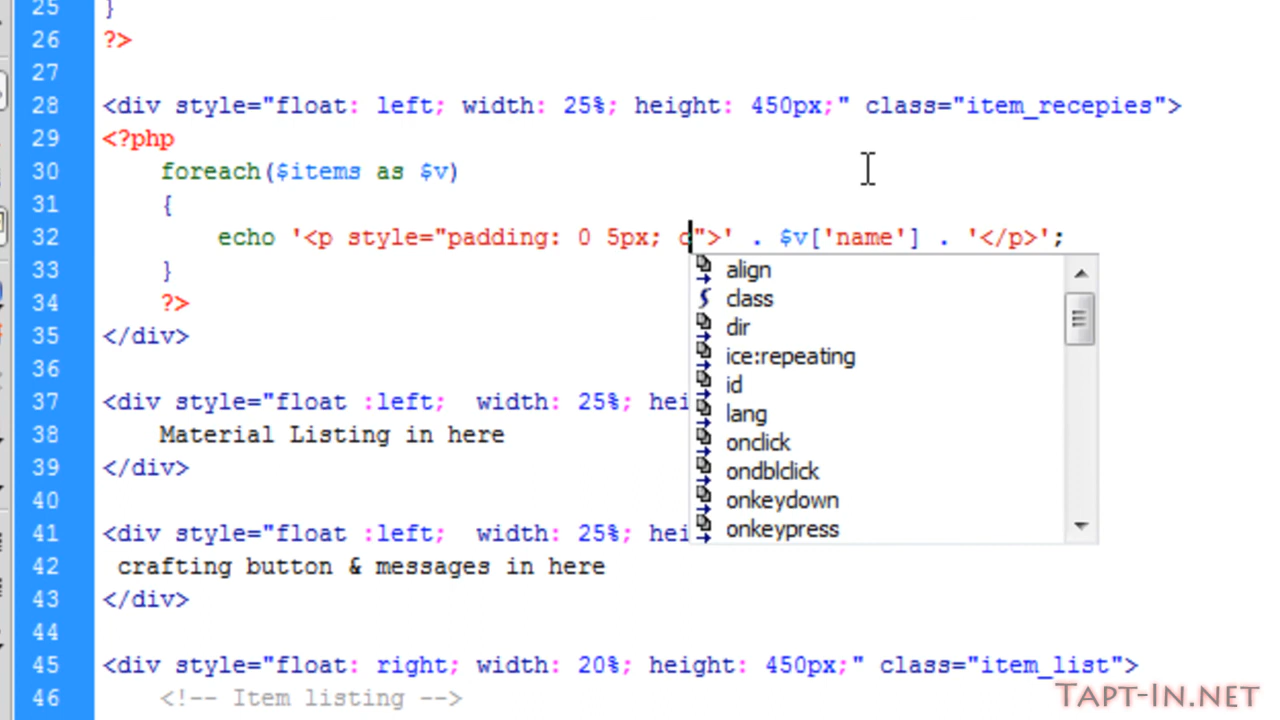 25 }
26 ?>
27
28 <div style="float: left; width: 25%; height: 450px;" class="item_recepies">
29 <?php
30 foreach($items as $v)
31 {
32 echo '<p style="padding: 0 5px; c">' . $v['name'] . '</p>';
33 }
34 ?>
35 </div>
36
37 <div style="float :left;  width: 25%; hei
38 Material Listing in here
39 </div>
40
41 <div style="float :left;  width: 25%; hei
42 crafting button & messages in here
43 </div>
44
45 <div style="float: right; width: 20%; height: 450px;" class="item_list">
46 <!-- Item listing -->
align
class
dir
ice:repeating
id
lang
onclick
ondblclick
onkeydown
onkeypress
TAPT-IN.NET